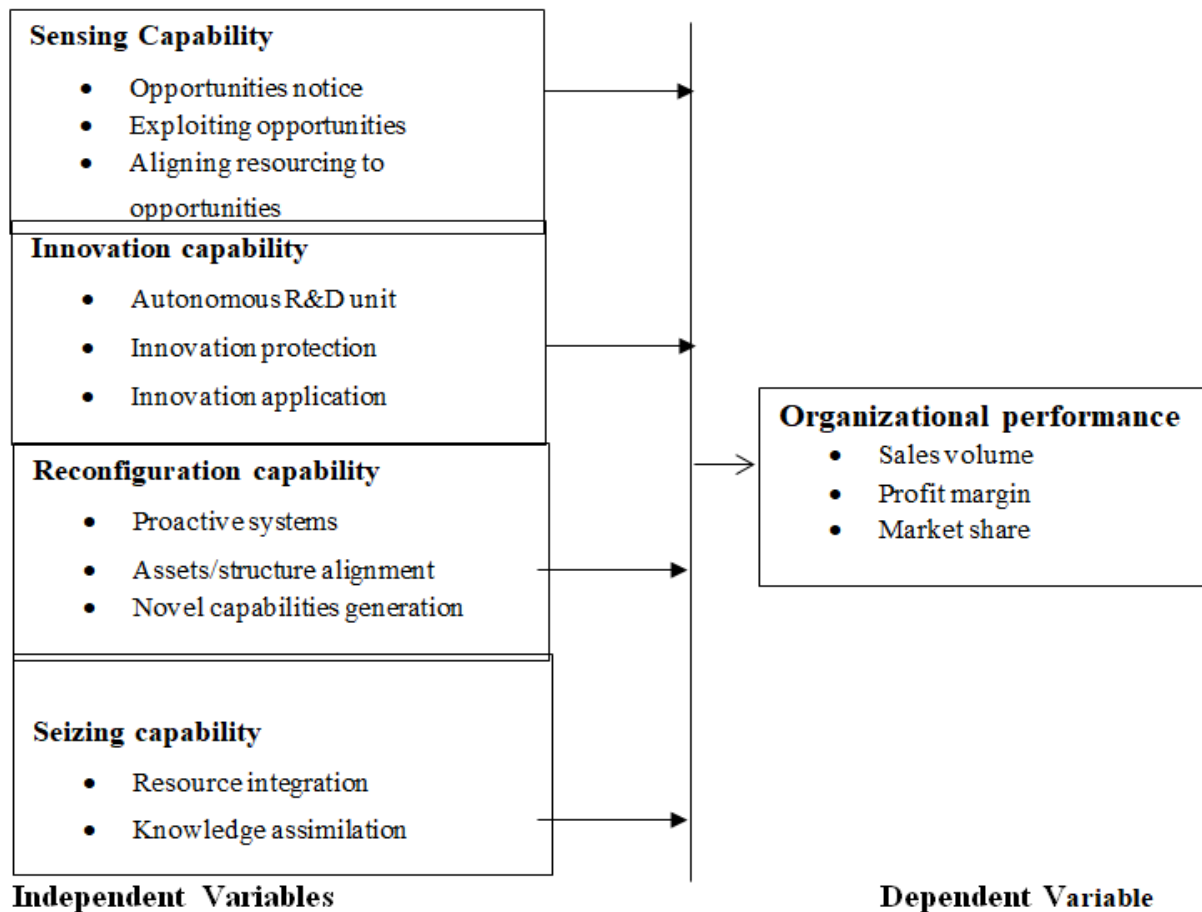 Sensing Capability
• Opportunities notice
• Exploiting opportunities
• Aligning resourcing to
opportunities
Innovation capability
• Autonomous R&D unit
• Innovation protection
• Innovation application
Reconfiguration capability
• Proactive systems
• Assets/structure alignment
• Novel capabilities generation
Seizing capability
• Resource integration
• Knowledge assimilation
Independent Variables
Organizational performance
• Sales volume
• Profit margin
• Market share
Dependent Variable